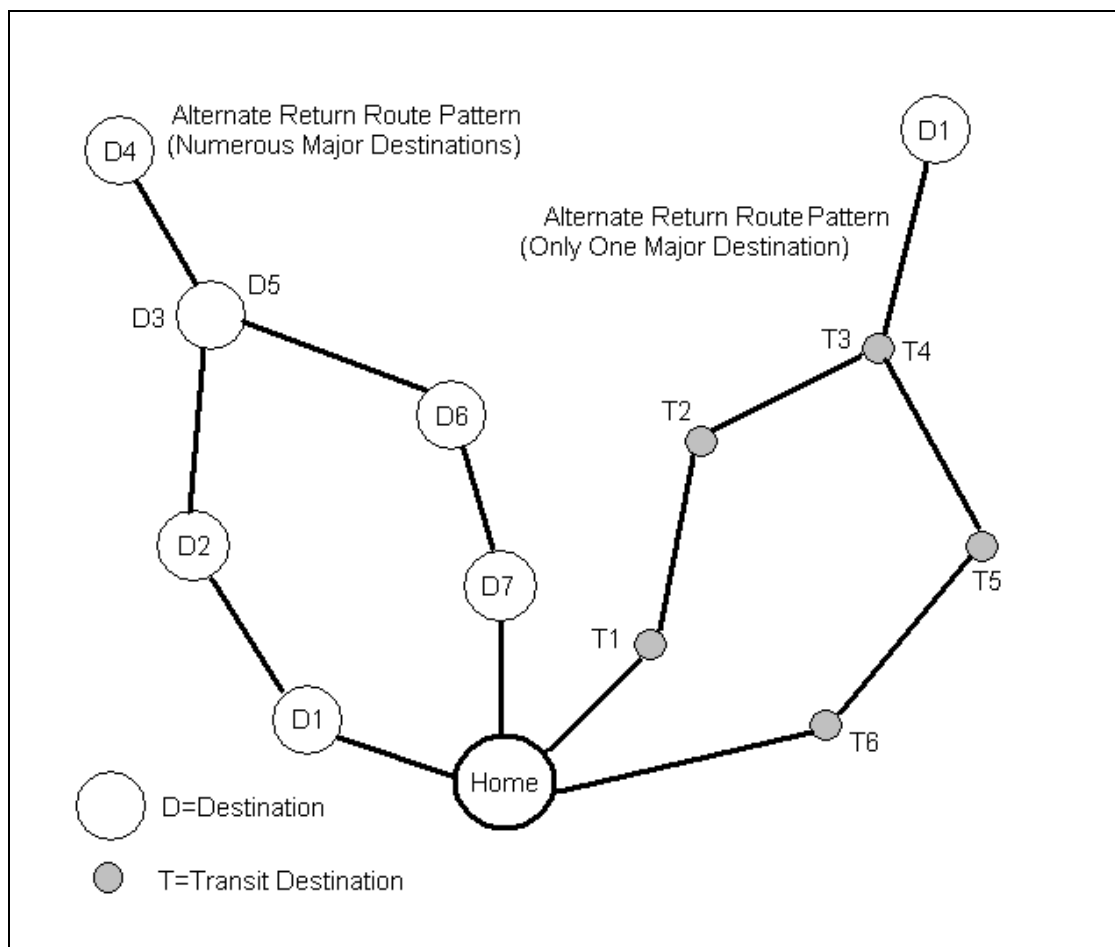 Alternate Return Route Pattern
(Numerous Major Destinations)
D4
D1
Alternate Return Route Pattern
(Only One Major Destination)
D5
D3
T3
T4
D6
T2
D2
T5
D7
T1
D1
T6
Home
D=Destination
T=Transit Destination